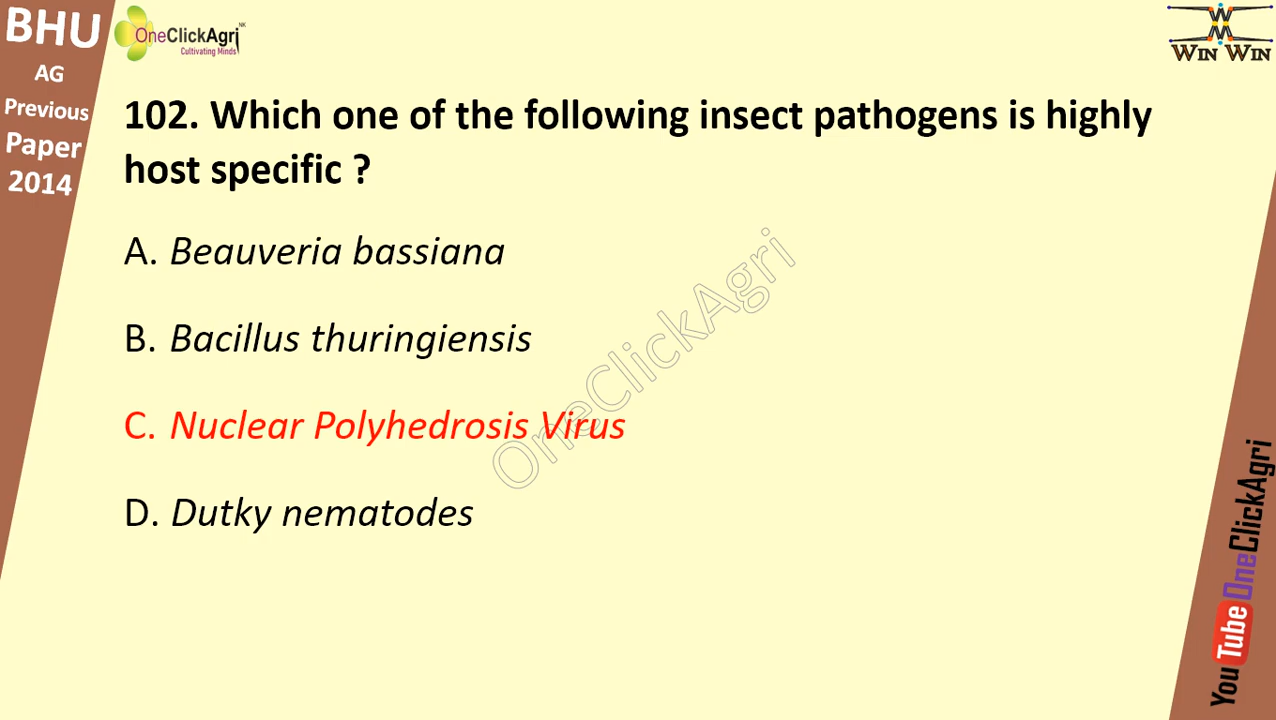 BHU
AG
Previous
Paper
2014
OneClickAgri NK
Cultivating Minds
WIN WIN
102. Which one of the following insect pathogens is highly
host specific ?
A. Beauveria bassiana
B. Bacillus thuringiensis
C. Nuclear Polyhedrosis Virus
D. Dutky nematodes
OneClickAgri
YouTube OneClickAgri